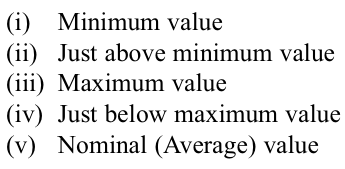 (i) Minimum value
(ii) Just above minimum value
(iii) Maximum value
(iv) Just below maximum value
(v) Nominal (Average) value